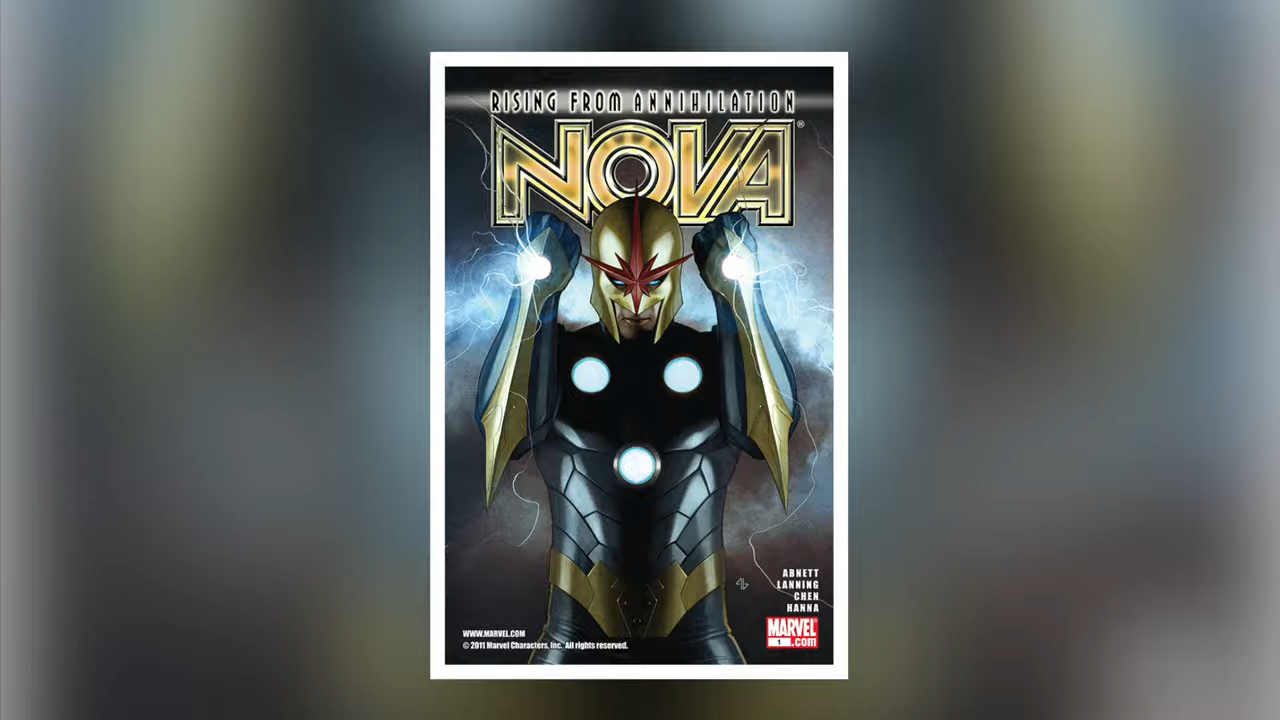 RISING FROM ANNIHILATION
NOVA®
ABNETT
LANNING
CHEN
HANNA
MARVEL
1 .COM
WWW.MARVEL.COM
© 2011 Marvel Characters, Inc. All rights reserved.